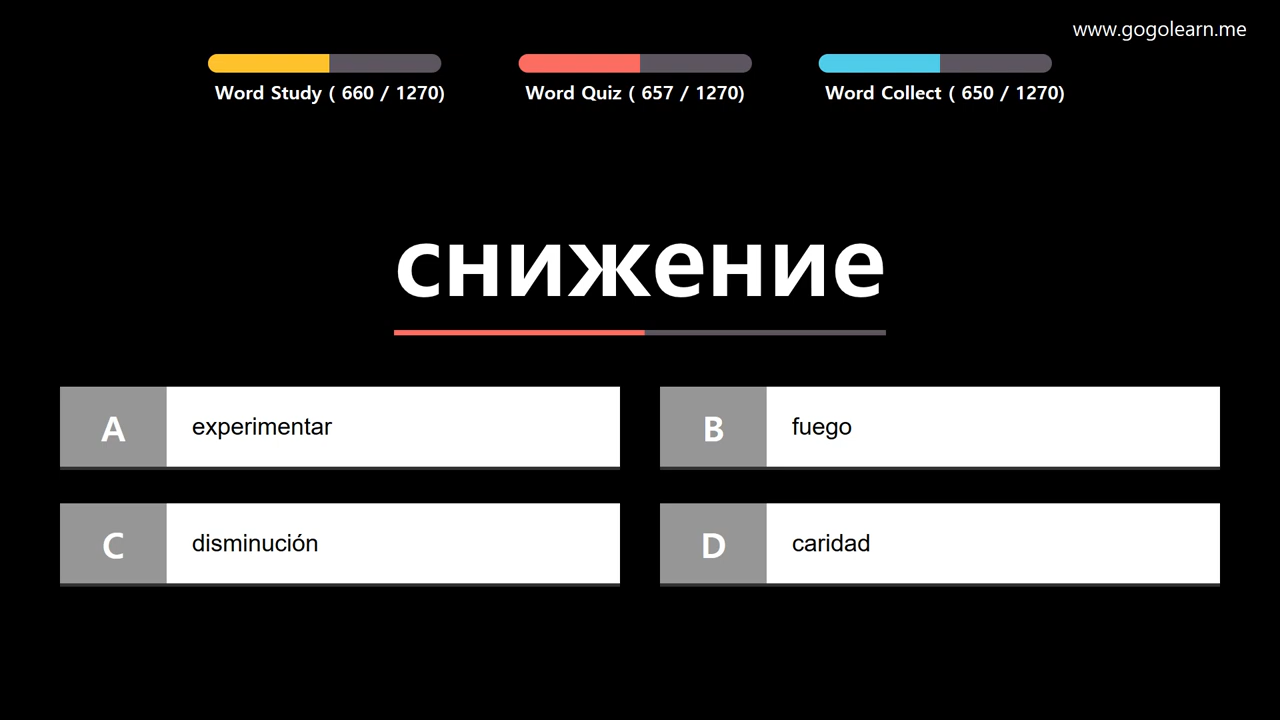 www.gogolearn.me
Word Study ( 660 / 1270)
Word Quiz ( 657 / 1270)
Word Collect ( 650 / 1270)
снижение
A experimentar
B fuego
C disminución
D caridad